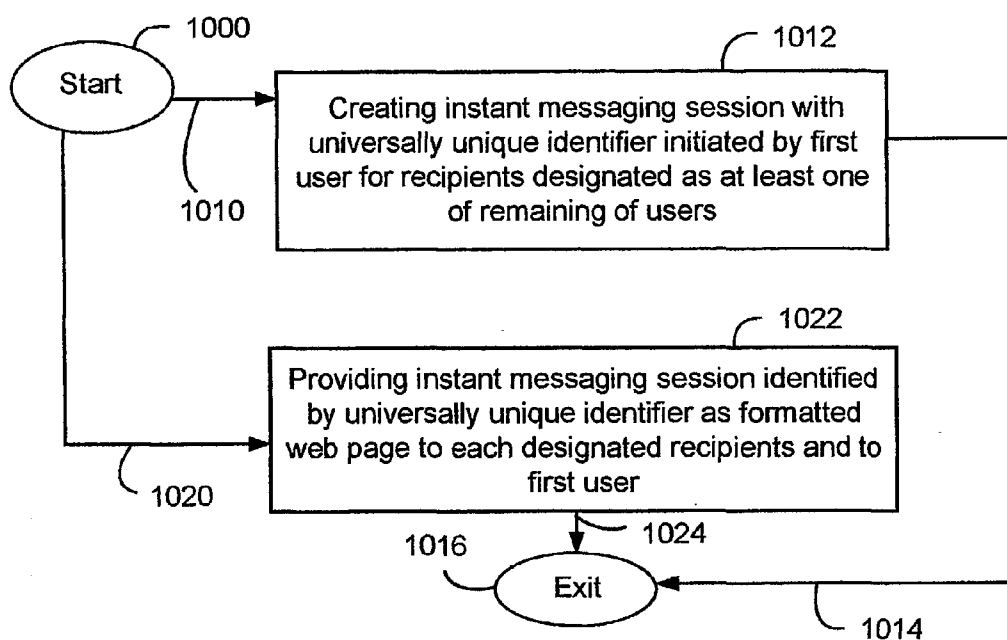 1000
Start
1012
Creating instant messaging session with
universally unique identifier initiated by first
user for recipients designated as at least one
of remaining of users
1010
1022
Providing instant messaging session identified
by universally unique identifier as formatted
web page to each designated recipients and to
first user
1020
1024
1016
Exit
1014